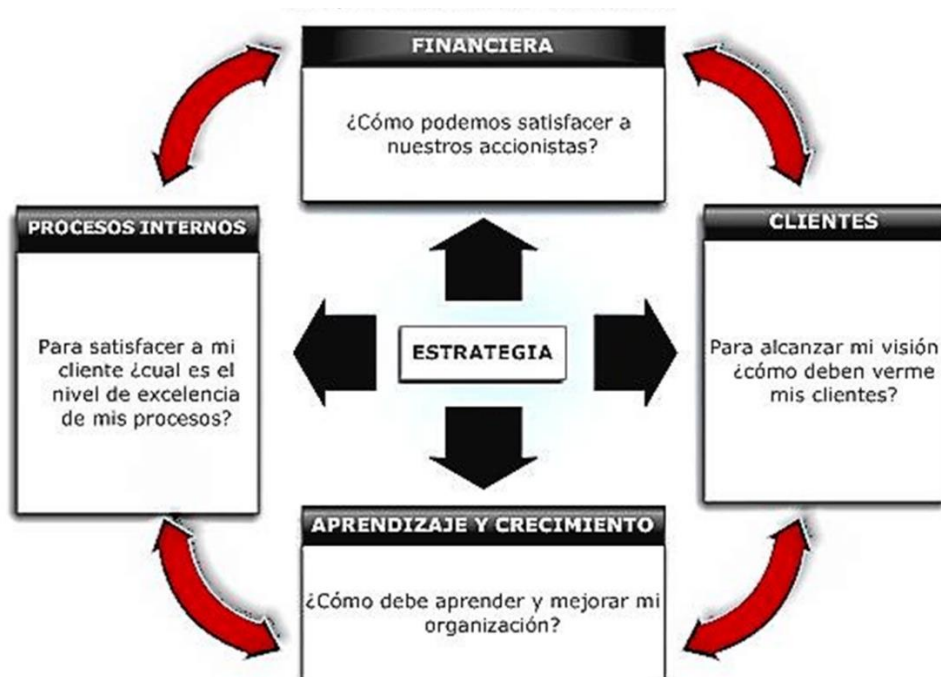 FINANCIERA
¿Cómo podemos satisfacer a
nuestros accionistas?
PROCESOS INTERNOS
Para satisfacer a mi
cliente ¿cual es el
nivel de excelencia
de mis procesos?
ESTRATEGIA
CLIENTES
Para alcanzar mi visión
¿cómo deben verme
mis clientes?
APRENDIZAJE Y CRECIMIENTO
¿Cómo debe aprender y mejorar mi
organización?